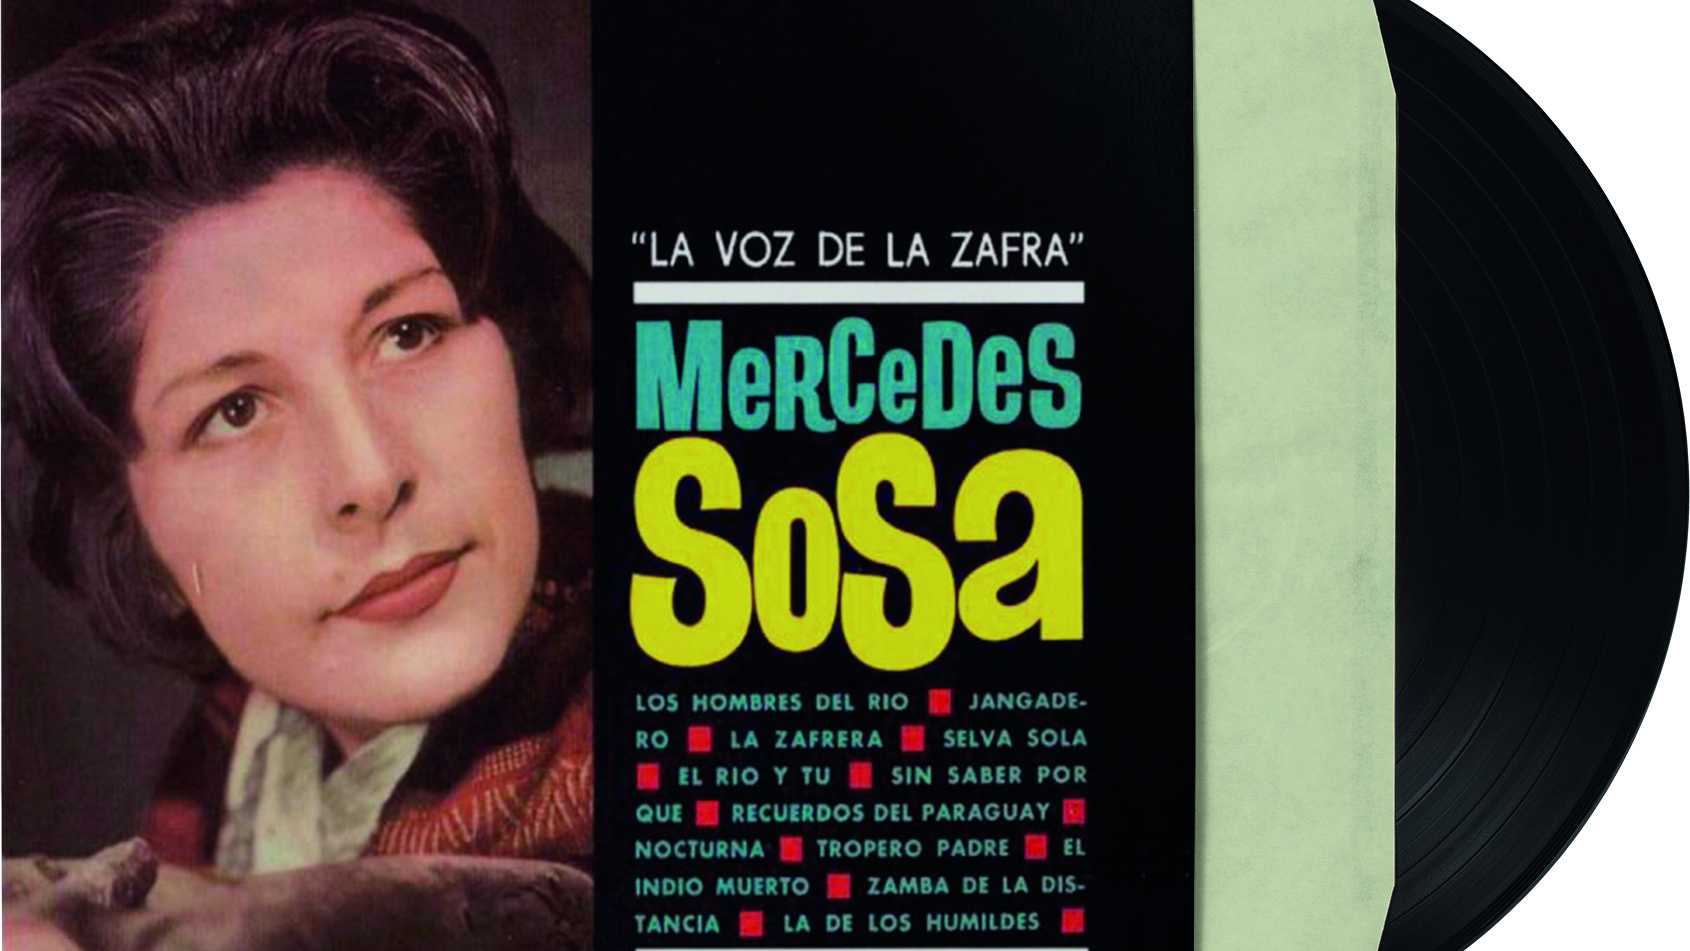 “LA VOZ DE LA ZAFRA”
MeRCeDeS
SoSa
LOS HOMBRES DEL RIO ■ JANGADE-
RO ■ LA ZAFRERA ■ SELVA SOLA
■ EL RIO Y TU ■ SIN SABER POR
QUE ■ RECUERDOS DEL PARAGUAY ■
NOCTURNA ■ TROPERO PADRE ■ EL
INDIO MUERTO ■ ZAMBA DE LA DIS-
TANCIA ■ LA DE LOS HUMILDES ■